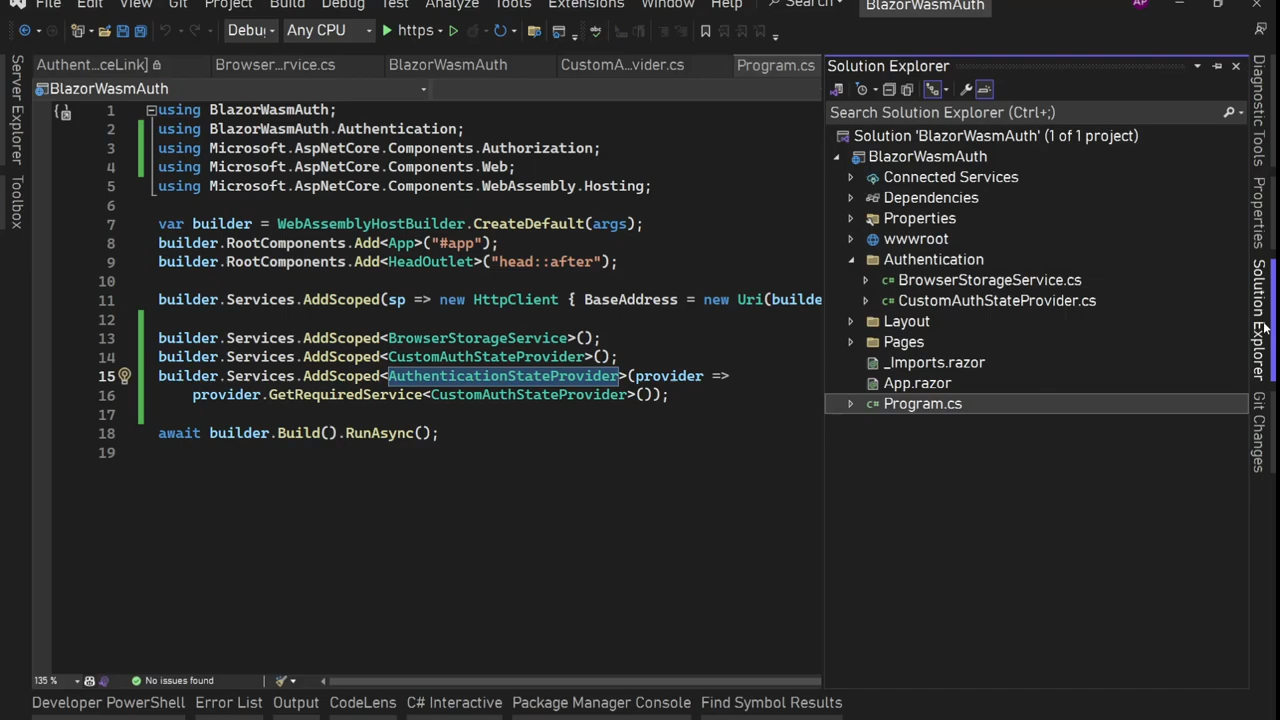 File Edit View Git Project Build Debug Test Analyze Tools Extensions Window Help Search BlazorWasmAuth AP
Debu Any CPU https
Authent...ceLink] Browser...rvice.cs BlazorWasmAuth CustomA...vider.cs Program.cs
BlazorWasmAuth
1 using BlazorWasmAuth;
2 using BlazorWasmAuth.Authentication;
3 using Microsoft.AspNetCore.Components.Authorization;
4 using Microsoft.AspNetCore.Components.Web;
5 using Microsoft.AspNetCore.Components.WebAssembly.Hosting;
6
7 var builder = WebAssemblyHostBuilder.CreateDefault(args);
8 builder.RootComponents.Add<App>("#app");
9 builder.RootComponents.Add<HeadOutlet>("head::after");
10
11 builder.Services.AddScoped(sp => new HttpClient { BaseAddress = new Uri(builde
12
13 builder.Services.AddScoped<BrowserStorageService>();
14 builder.Services.AddScoped<CustomAuthStateProvider>();
15 builder.Services.AddScoped<AuthenticationStateProvider>(provider =>
16 provider.GetRequiredService<CustomAuthStateProvider>());
17
18 await builder.Build().RunAsync();
19
135 % No issues found
Solution Explorer
Search Solution Explorer (Ctrl+;)
Solution 'BlazorWasmAuth' (1 of 1 project)
BlazorWasmAuth
Connected Services
Dependencies
Properties
wwwroot
Authentication
BrowserStorageService.cs
CustomAuthStateProvider.cs
Layout
Pages
_Imports.razor
App.razor
Program.cs
Server Explorer
Toolbox
Diagnostic Tools
Properties
Solution Explorer
Git Changes
Developer PowerShell Error List Output CodeLens C# Interactive Package Manager Console Find Symbol Results